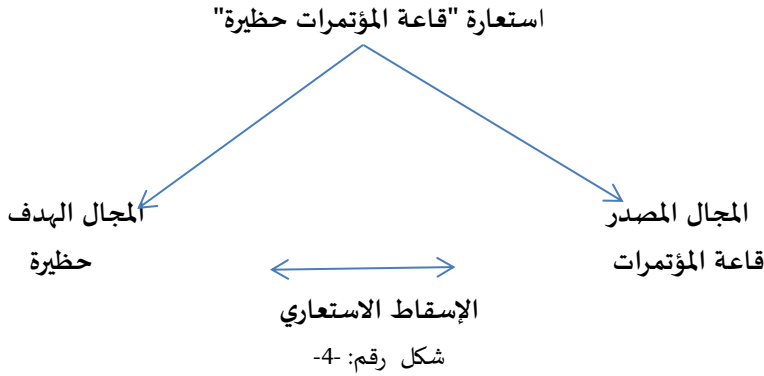 استعارة "قاعة المؤتمرات حظيرة"
المجال المصدر
المجال الهدف
قاعة المؤتمرات
حظيرة
الإسقاط الاستعاري
شكل رقم: -4-